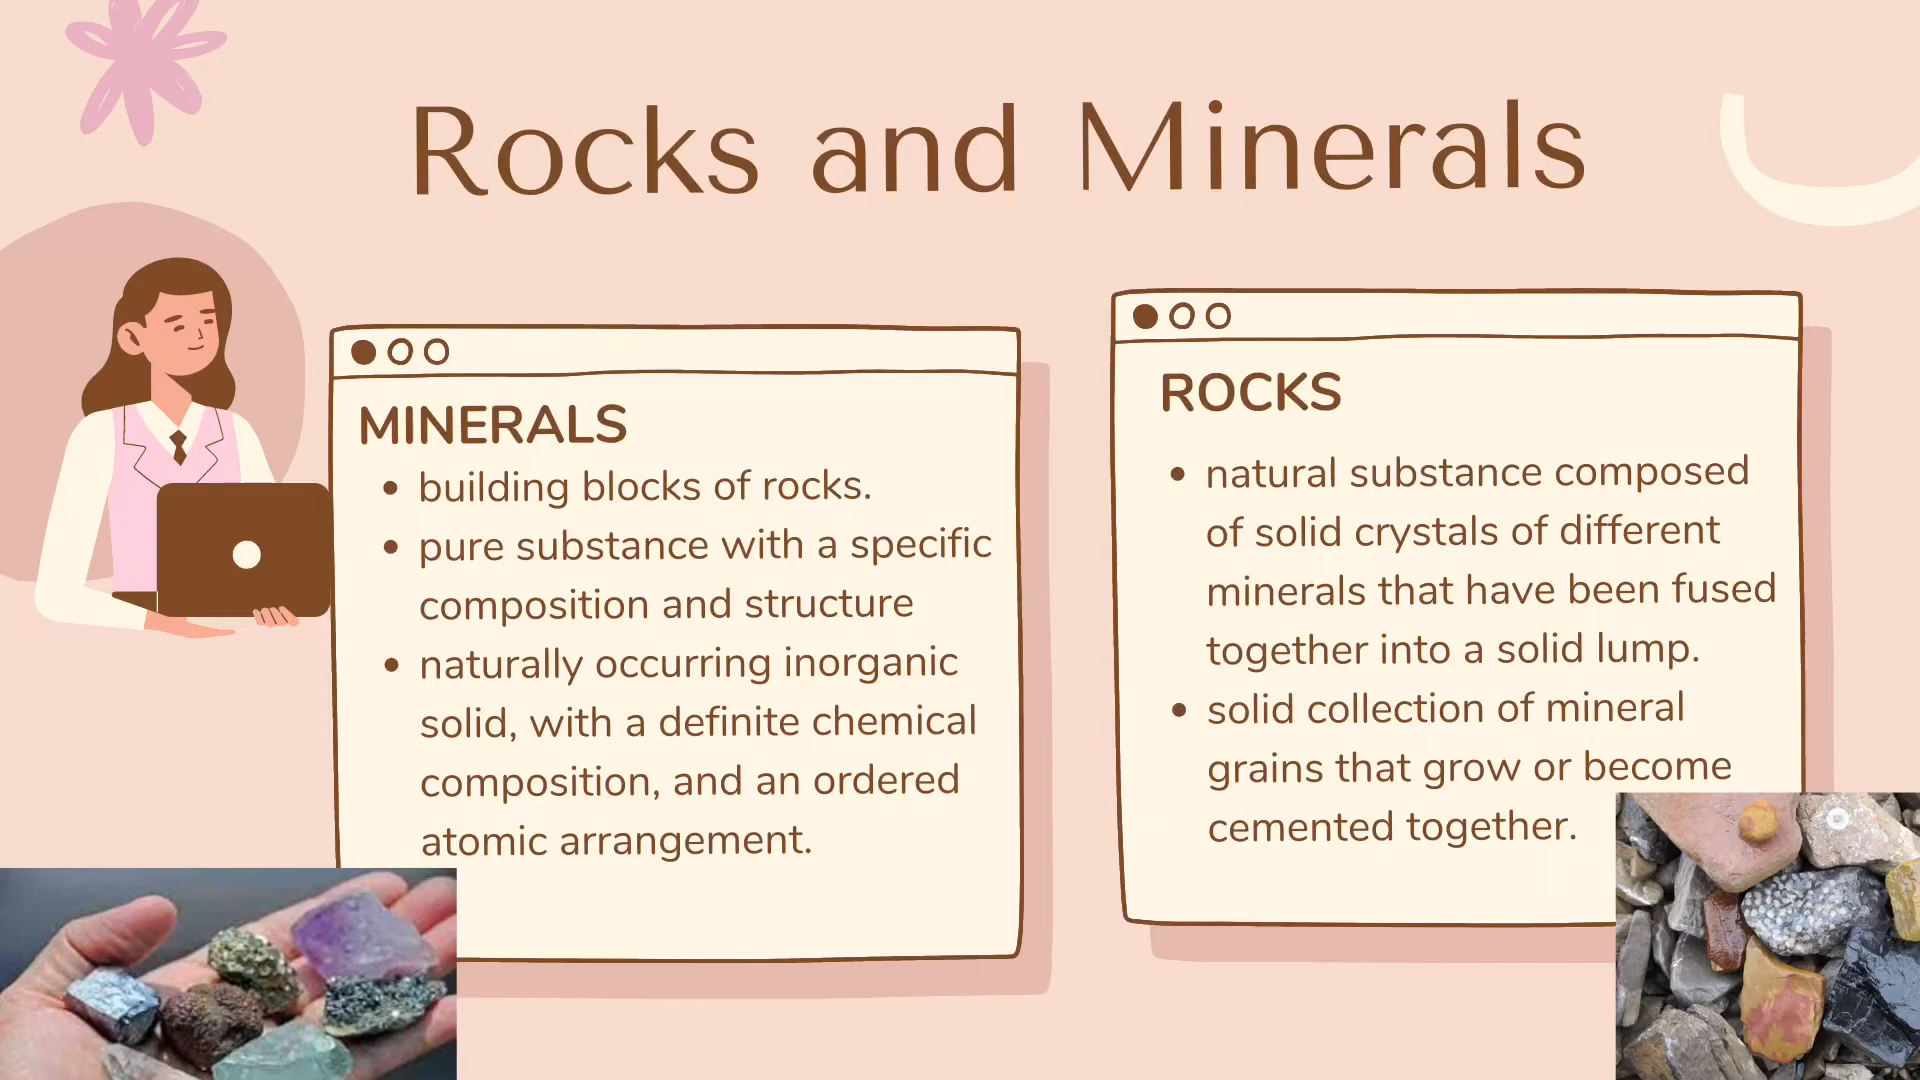 Rocks and Minerals
MINERALS
• building blocks of rocks.
• pure substance with a specific
composition and structure
• naturally occurring inorganic
solid, with a definite chemical
composition, and an ordered
atomic arrangement.
ROCKS
• natural substance composed
of solid crystals of different
minerals that have been fused
together into a solid lump.
• solid collection of mineral
grains that grow or become
cemented together.